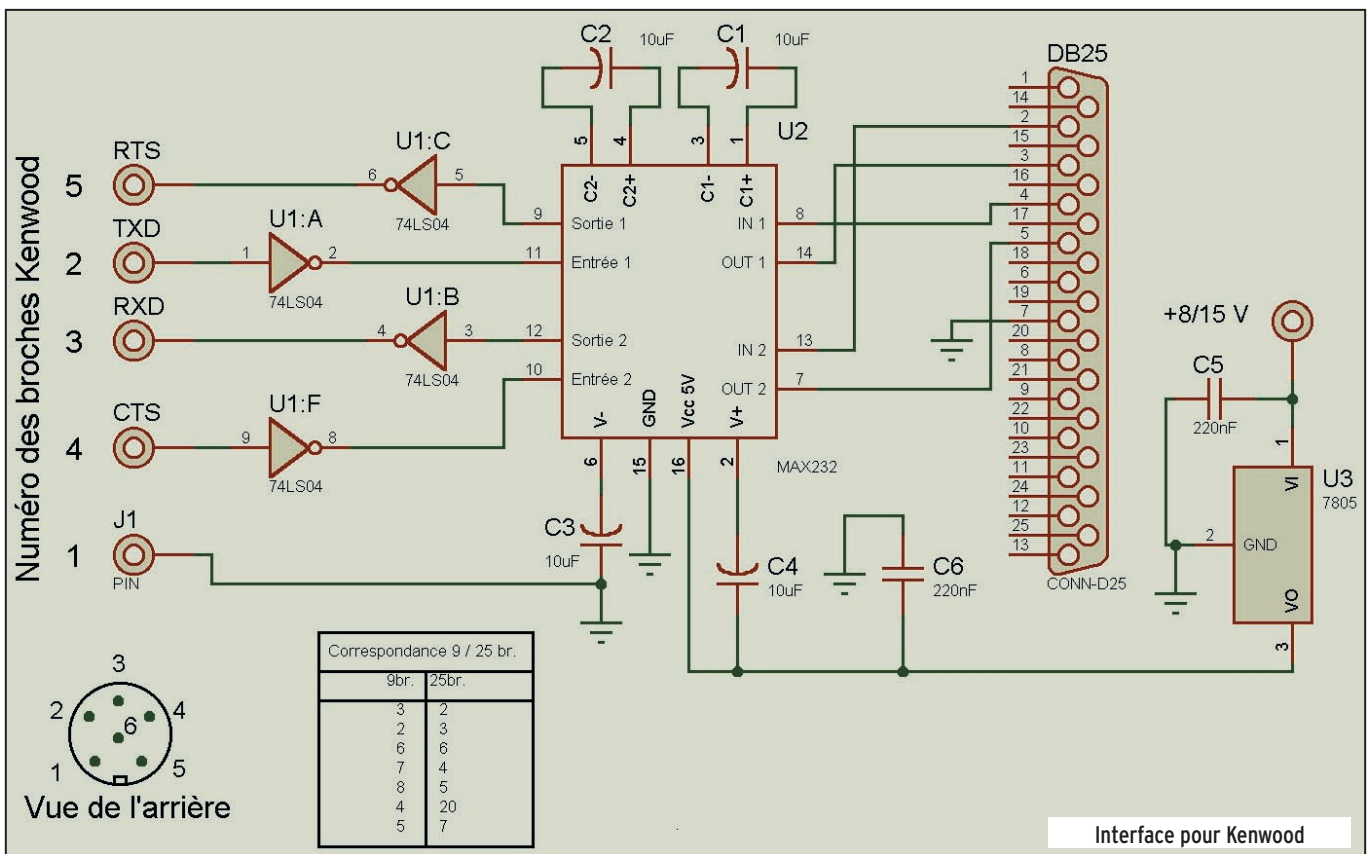 C2
10uF
C1
10uF
DB25
Numéro des broches Kenwood
5
RTS
6
U1:C
5
74LS04
2
TXD
1
U1:A
2
74LS04
3
RXD
4
U1:B
3
74LS04
4
CTS
9
U1:F
8
74LS04
1
J1
PIN
U2
5
4
3
1
C2-
C2+
C1-
C1+
9
Sortie 1
IN 1
8
11
Entrée 1
OUT 1
14
12
Sortie 2
IN 2
13
10
Entrée 2
OUT 2
7
V-
GND
Vcc 5V
V+
6
15
16
2
MAX232
C3
10uF
C4
10uF
C6
220nF
1
14
2
15
3
16
4
17
5
18
6
19
7
20
8
21
9
22
10
23
11
24
12
25
13
CONN-D25
+8/15 V
C5
220nF
1
VI
U3
7805
2
GND
VO
3
3
2
4
6
1
5
Vue de l'arrière
Correspondance 9 / 25 br.
9br. 25br.
3 2
2 3
6 6
7 4
8 5
4 20
5 7
Interface pour Kenwood